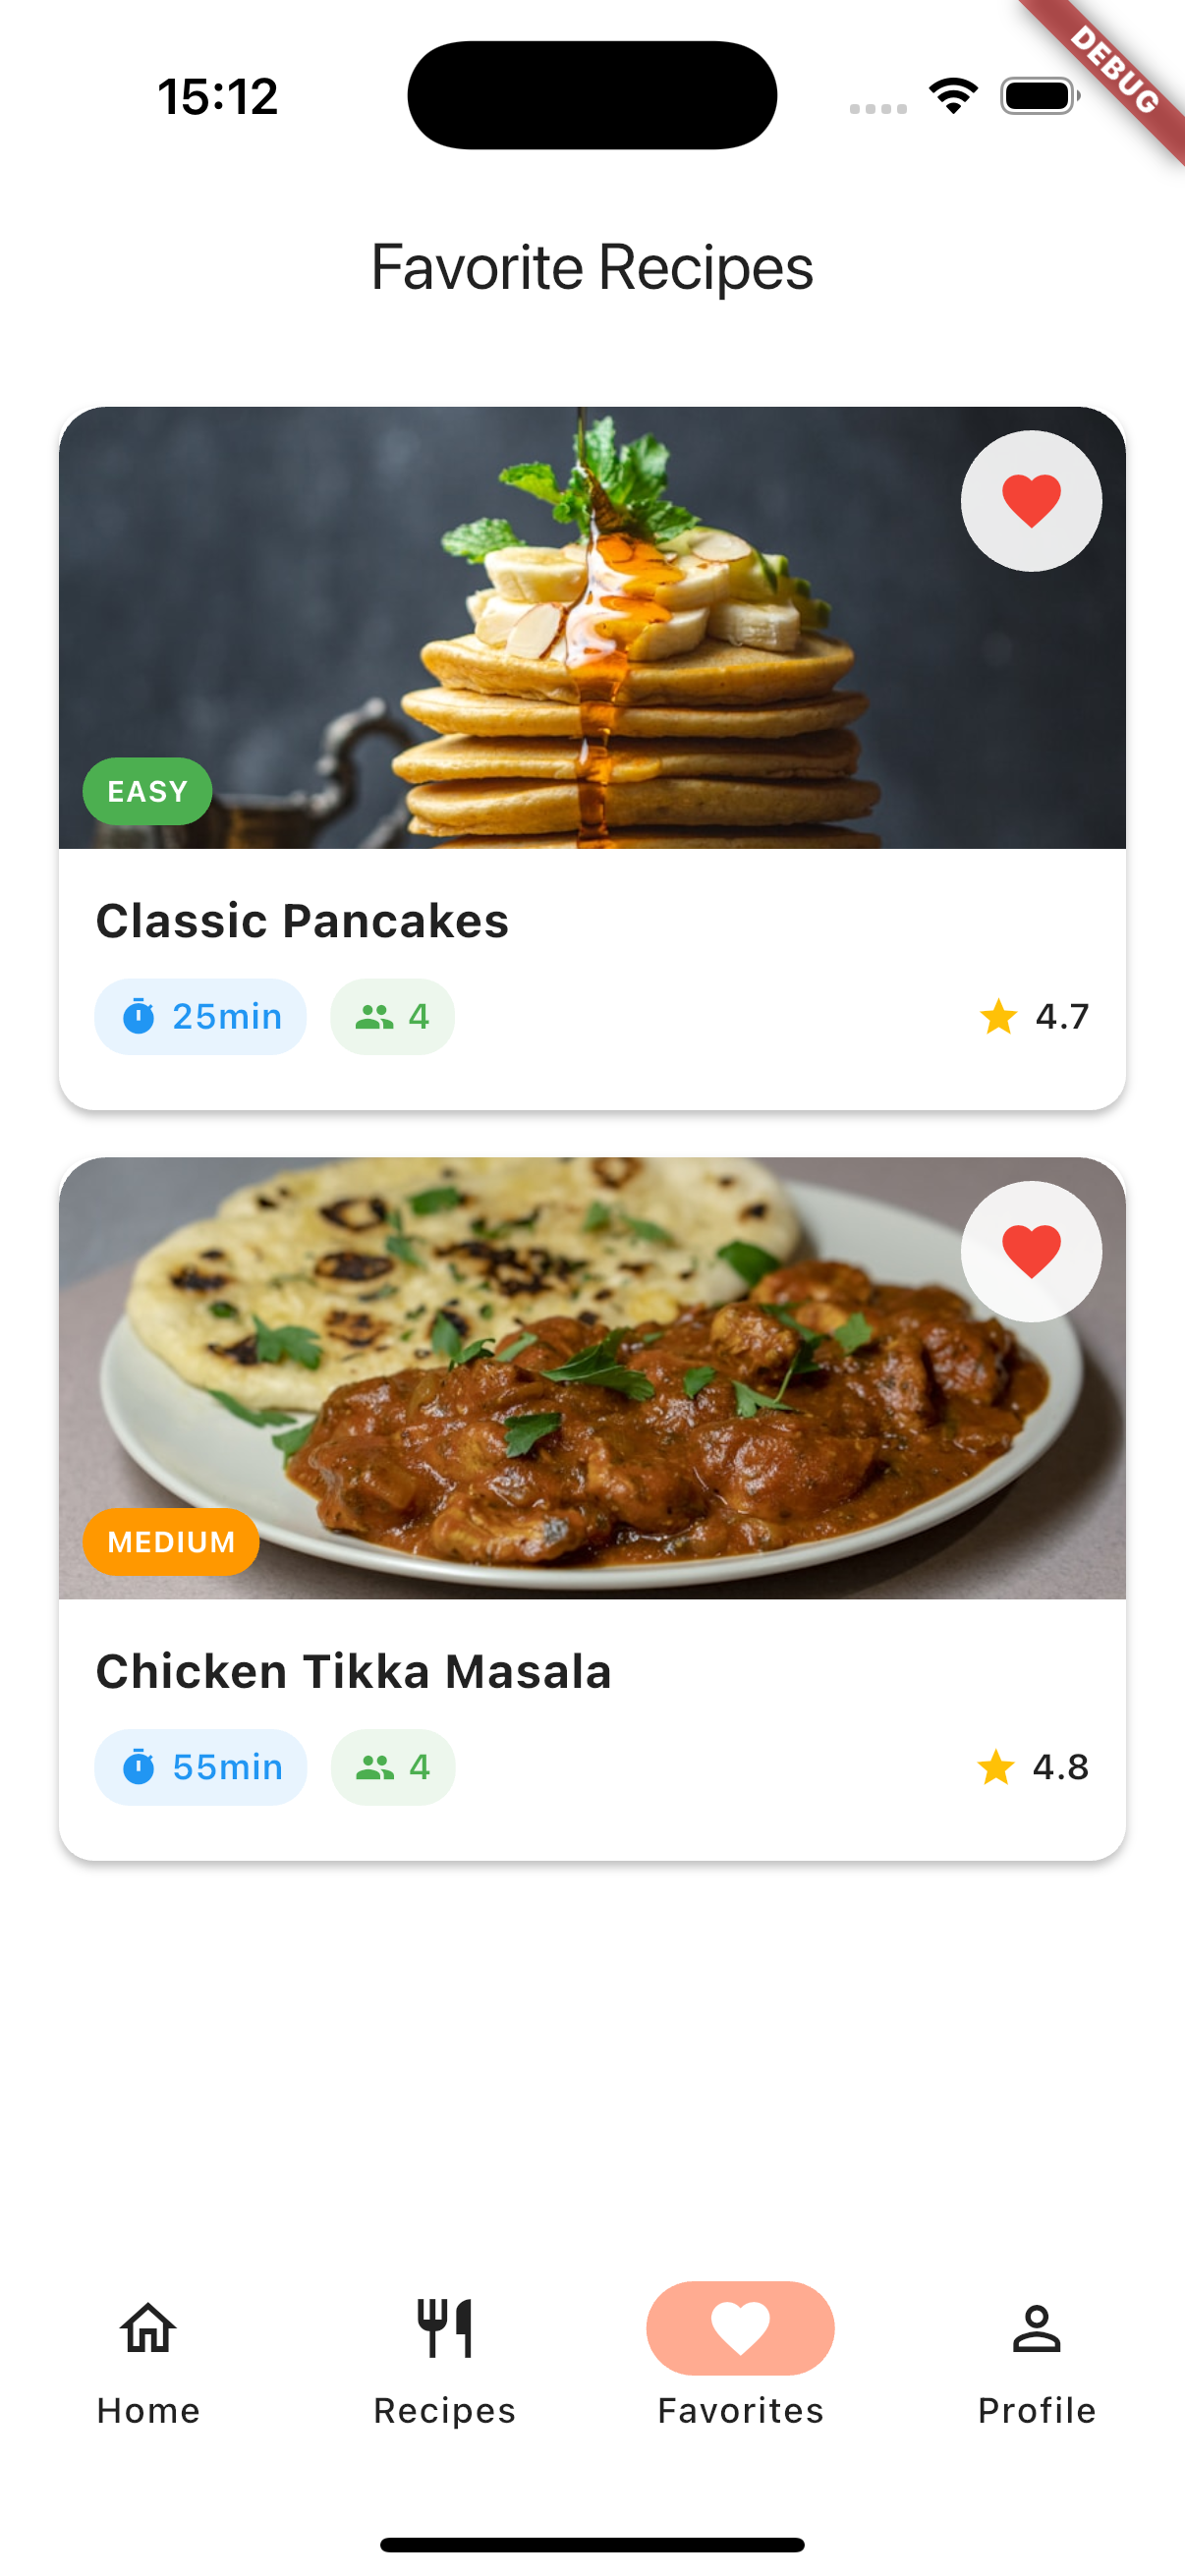 15:12
DEBUG
Favorite Recipes
EASY
Classic Pancakes
25min 4 4.7
MEDIUM
Chicken Tikka Masala
55min 4 4.8
Home Recipes Favorites Profile